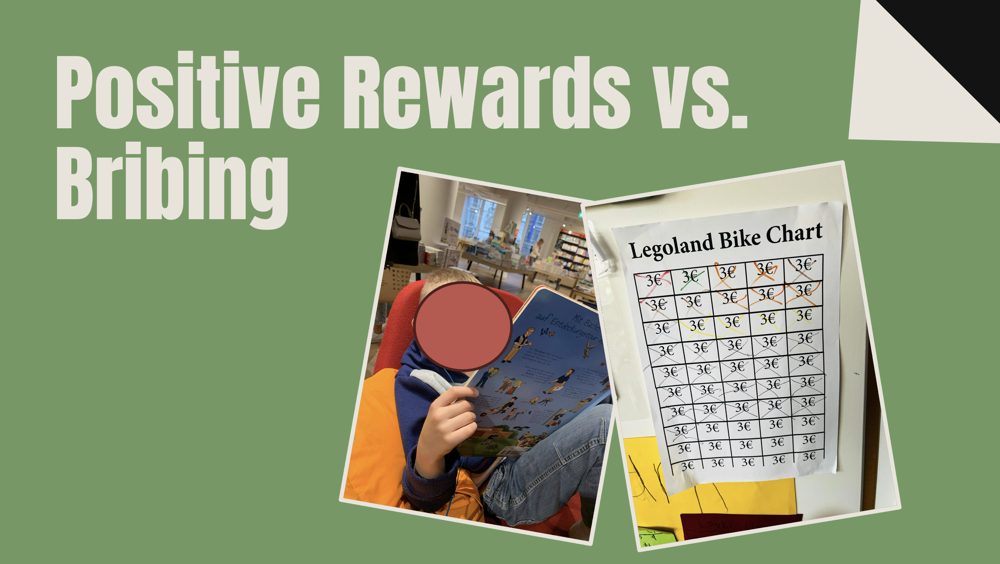 Positive Rewards vs.
Bribing
Mit Bache
auf Entdeckungstour
Legoland Bike Chart
3€ 3€ 3€ 3€ 3€
3€ 3€ 3€ 3€ 3€
3€ 3€ 3€ 3€ 3€
3€ 3€ 3€ 3€ 3€
3€ 3€ 3€ 3€ 3€
3€ 3€ 3€ 3€ 3€
3€ 3€ 3€ 3€ 3€
3€ 3€ 3€ 3€ 3€
3€ 3€ 3€ 3€ 3€
3€ 3€ 3€ 3€ 3€
Looks